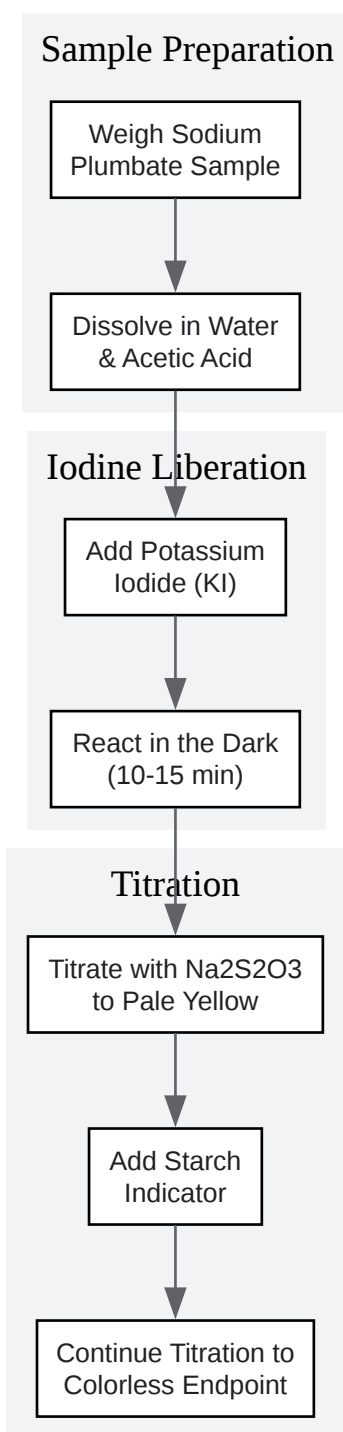 Sample Preparation
Weigh Sodium
Plumbate Sample
Dissolve in Water
& Acetic Acid
Iodine Liberation
Add Potassium
Iodide (KI)
React in the Dark
(10-15 min)
Titration
Titrate with Na2S2O3
to Pale Yellow
Add Starch
Indicator
Continue Titration to
Colorless Endpoint